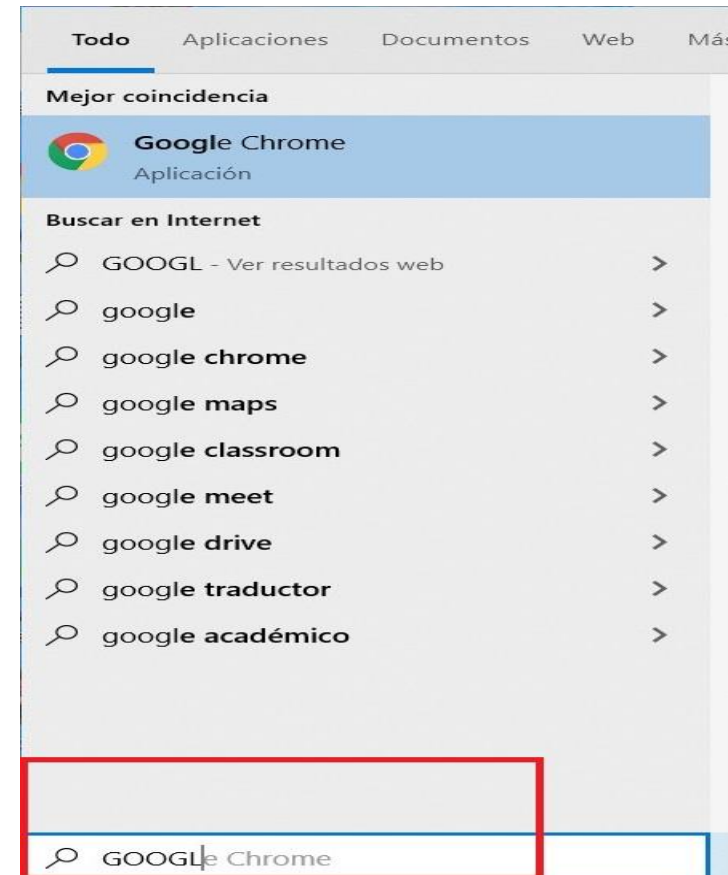 Todo Aplicaciones Documentos Web Más
Mejor coincidencia
Google Chrome
Aplicación
Buscar en Internet
GOOGL - Ver resultados web
google
google chrome
google maps
google classroom
google meet
google drive
google traductor
google académico
GOOGLe Chrome